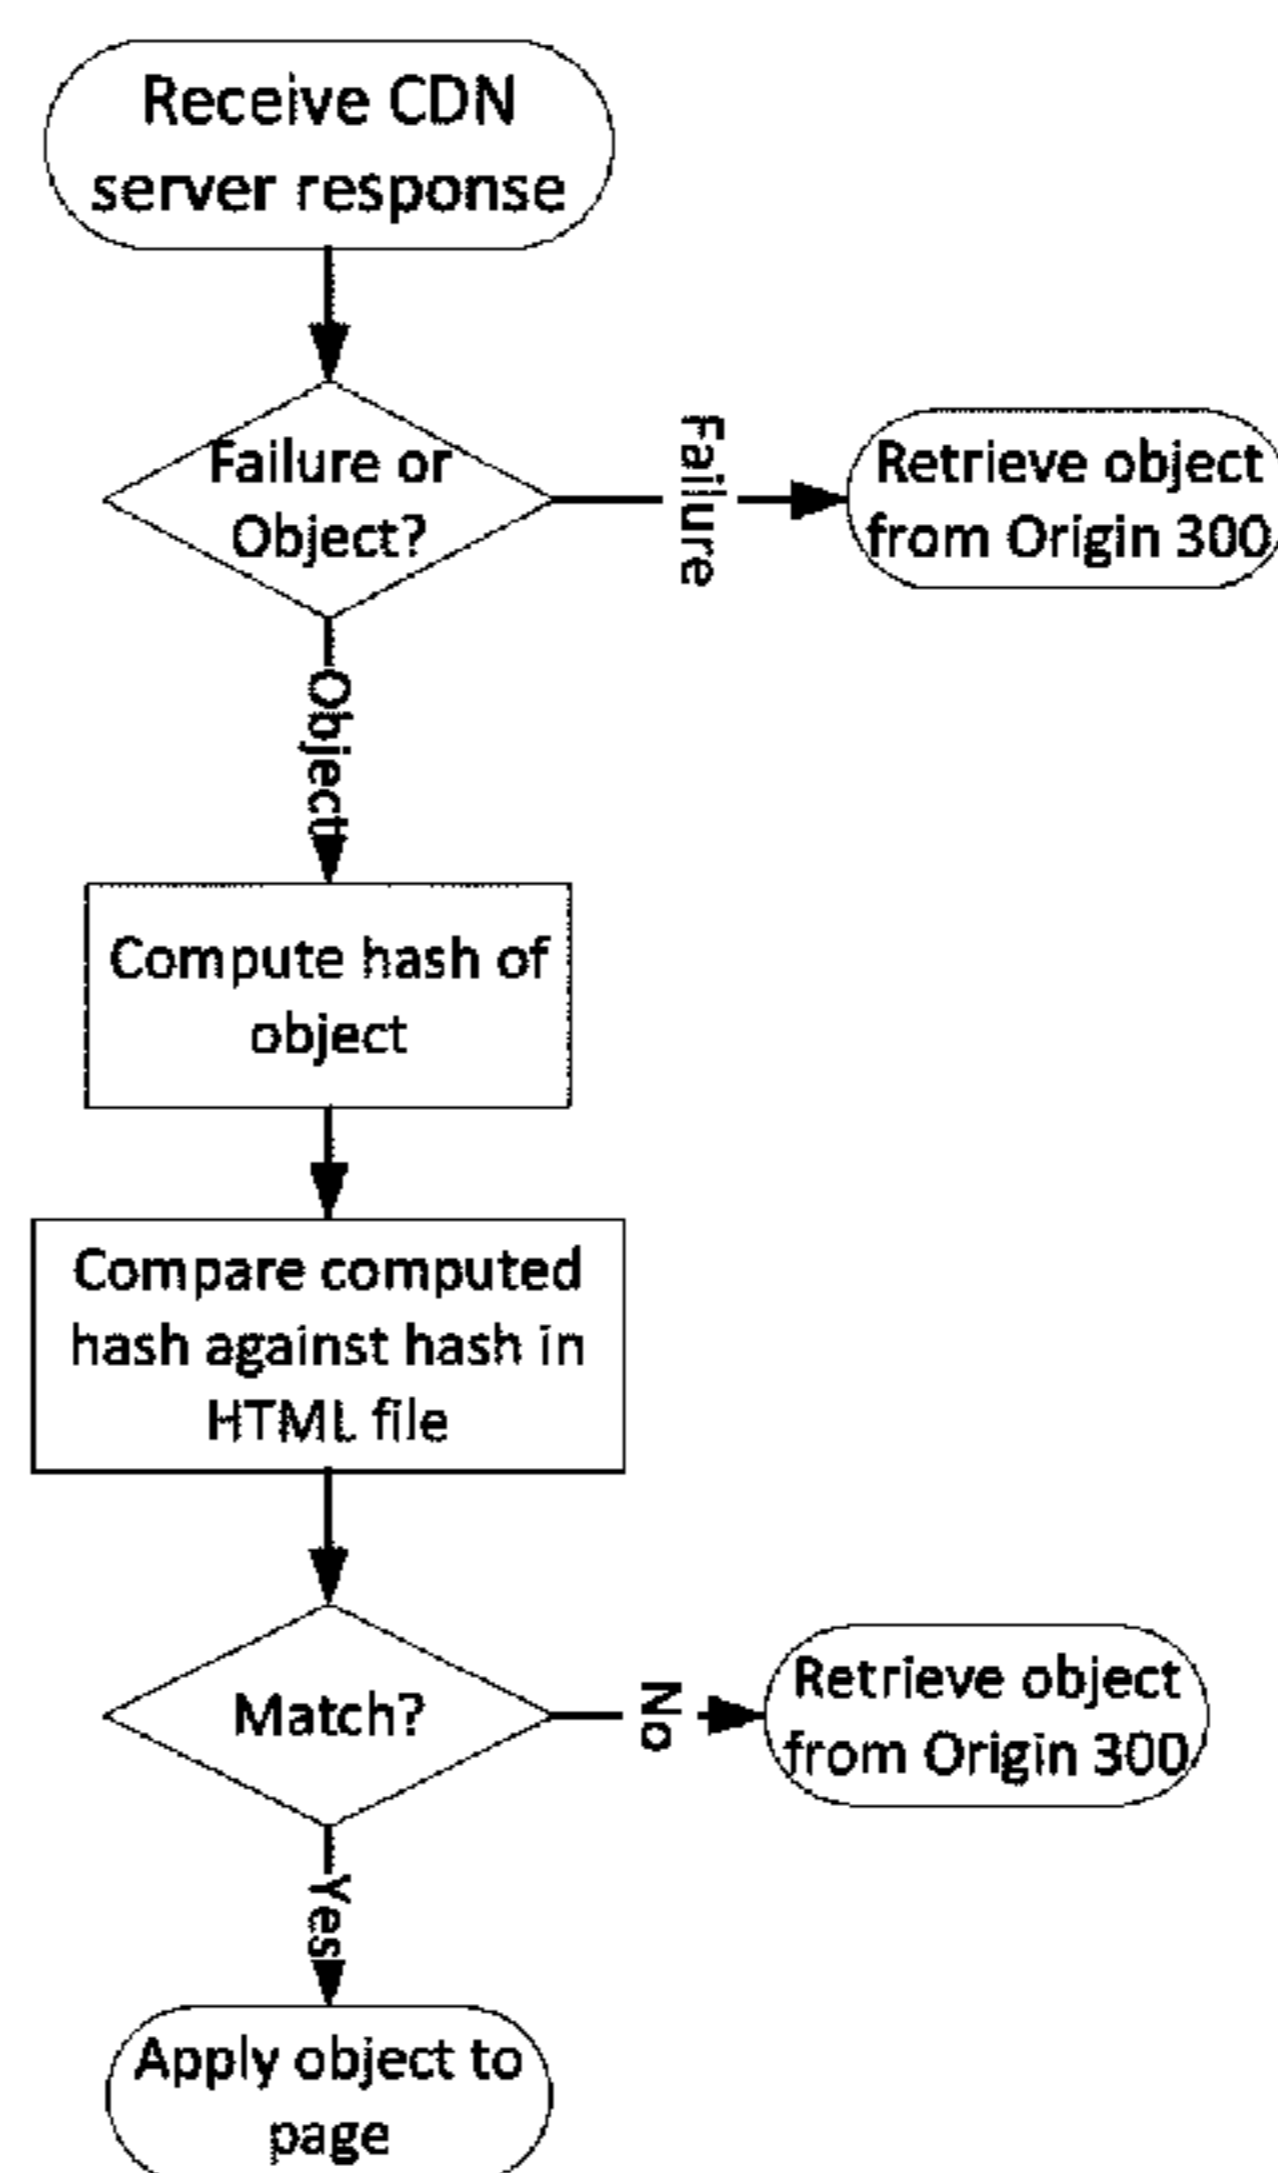 Receive CDN
server response
Failure or
Object?
Failure
Retrieve object
from Origin 300
Object
Compute hash of
object
Compare computed
hash against hash in
HTML file
Match?
No
Retrieve object
from Origin 300
Yes
Apply object to
page